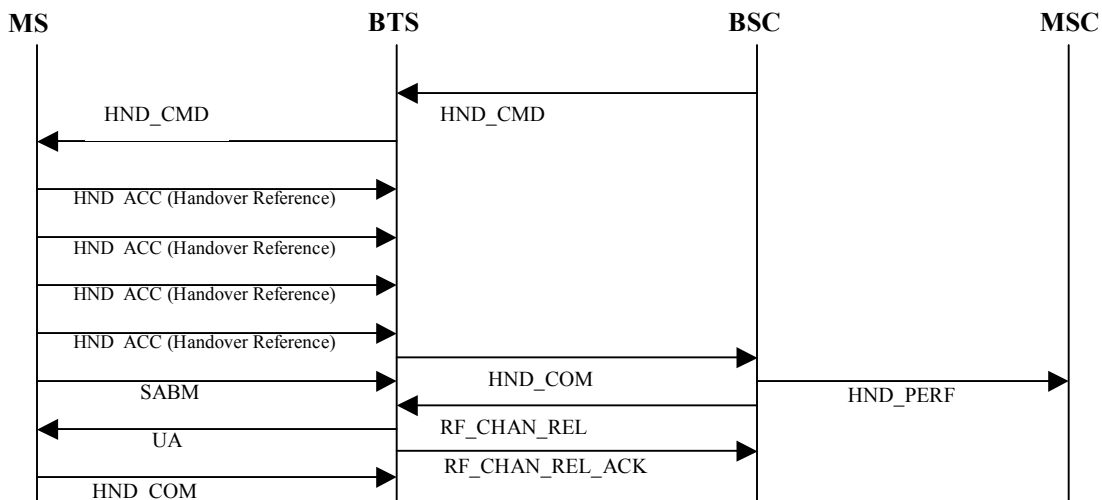 MS BTS BSC MSC
HND_CMD HND_CMD
HND_ACC (Handover Reference)
HND_ACC (Handover Reference)
HND_ACC (Handover Reference)
HND_ACC (Handover Reference)
HND_COM
SABM HND_PERF
RF_CHAN_REL
UA
RF_CHAN_REL_ACK
HND_COM